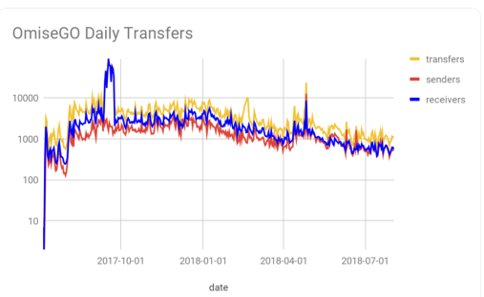 OmiseGO Daily Transfers
transfers
senders
receivers
10000
1000
100
10
2017-10-01 2018-01-01 2018-04-01 2018-07-01
date